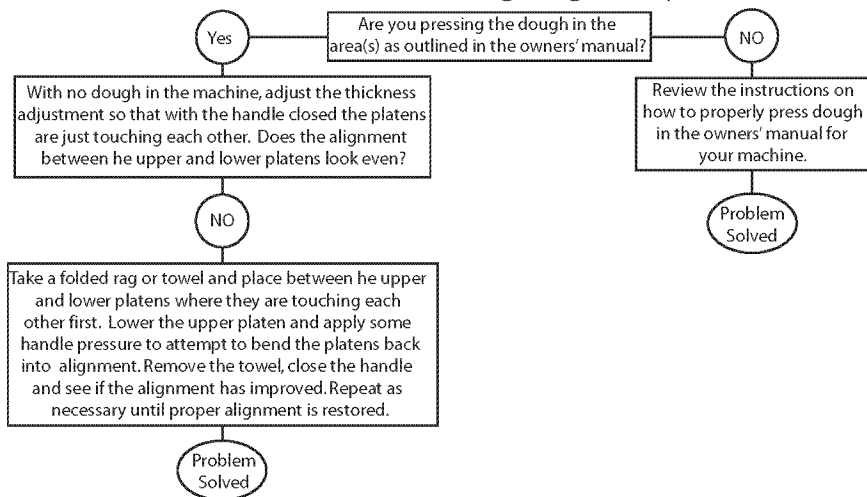 Are you pressing the dough in the
area(s) as outlined in the owners' manual?
Yes
NO
With no dough in the machine, adjust the thickness
adjustment so that with the handle closed the platens
are just touching each other. Does the alignment
between he upper and lower platens look even?
Review the instructions on
how to properly press dough
in the owners' manual for
your machine.
NO
Problem
Solved
Take a folded rag or towel and place between he upper
and lower platens where they are touching each
other first. Lower the upper platen and apply some
handle pressure to attempt to bend the platens back
into alignment. Remove the towel, close the handle
and see if the alignment has improved. Repeat as
necessary until proper alignment is restored.
Problem
Solved